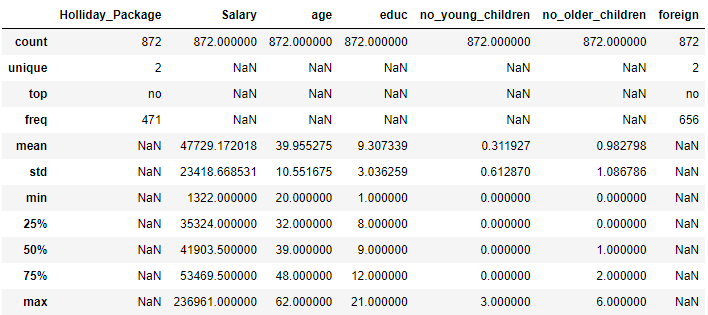 Holliday_Package Salary age educ no_young_children no_older_children foreign
count 872 872.000000 872.000000 872.000000 872.000000 872.000000 872
unique 2 NaN NaN NaN NaN NaN 2
top no NaN NaN NaN NaN NaN no
freq 471 NaN NaN NaN NaN NaN 656
mean NaN 47729.172018 39.955275 9.307339 0.311927 0.982798 NaN
std NaN 23418.668531 10.551675 3.036259 0.612870 1.086786 NaN
min NaN 1322.000000 20.000000 1.000000 0.000000 0.000000 NaN
25% NaN 35324.000000 32.000000 8.000000 0.000000 0.000000 NaN
50% NaN 41903.500000 39.000000 9.000000 0.000000 1.000000 NaN
75% NaN 53469.500000 48.000000 12.000000 0.000000 2.000000 NaN
max NaN 236961.000000 62.000000 21.000000 3.000000 6.000000 NaN